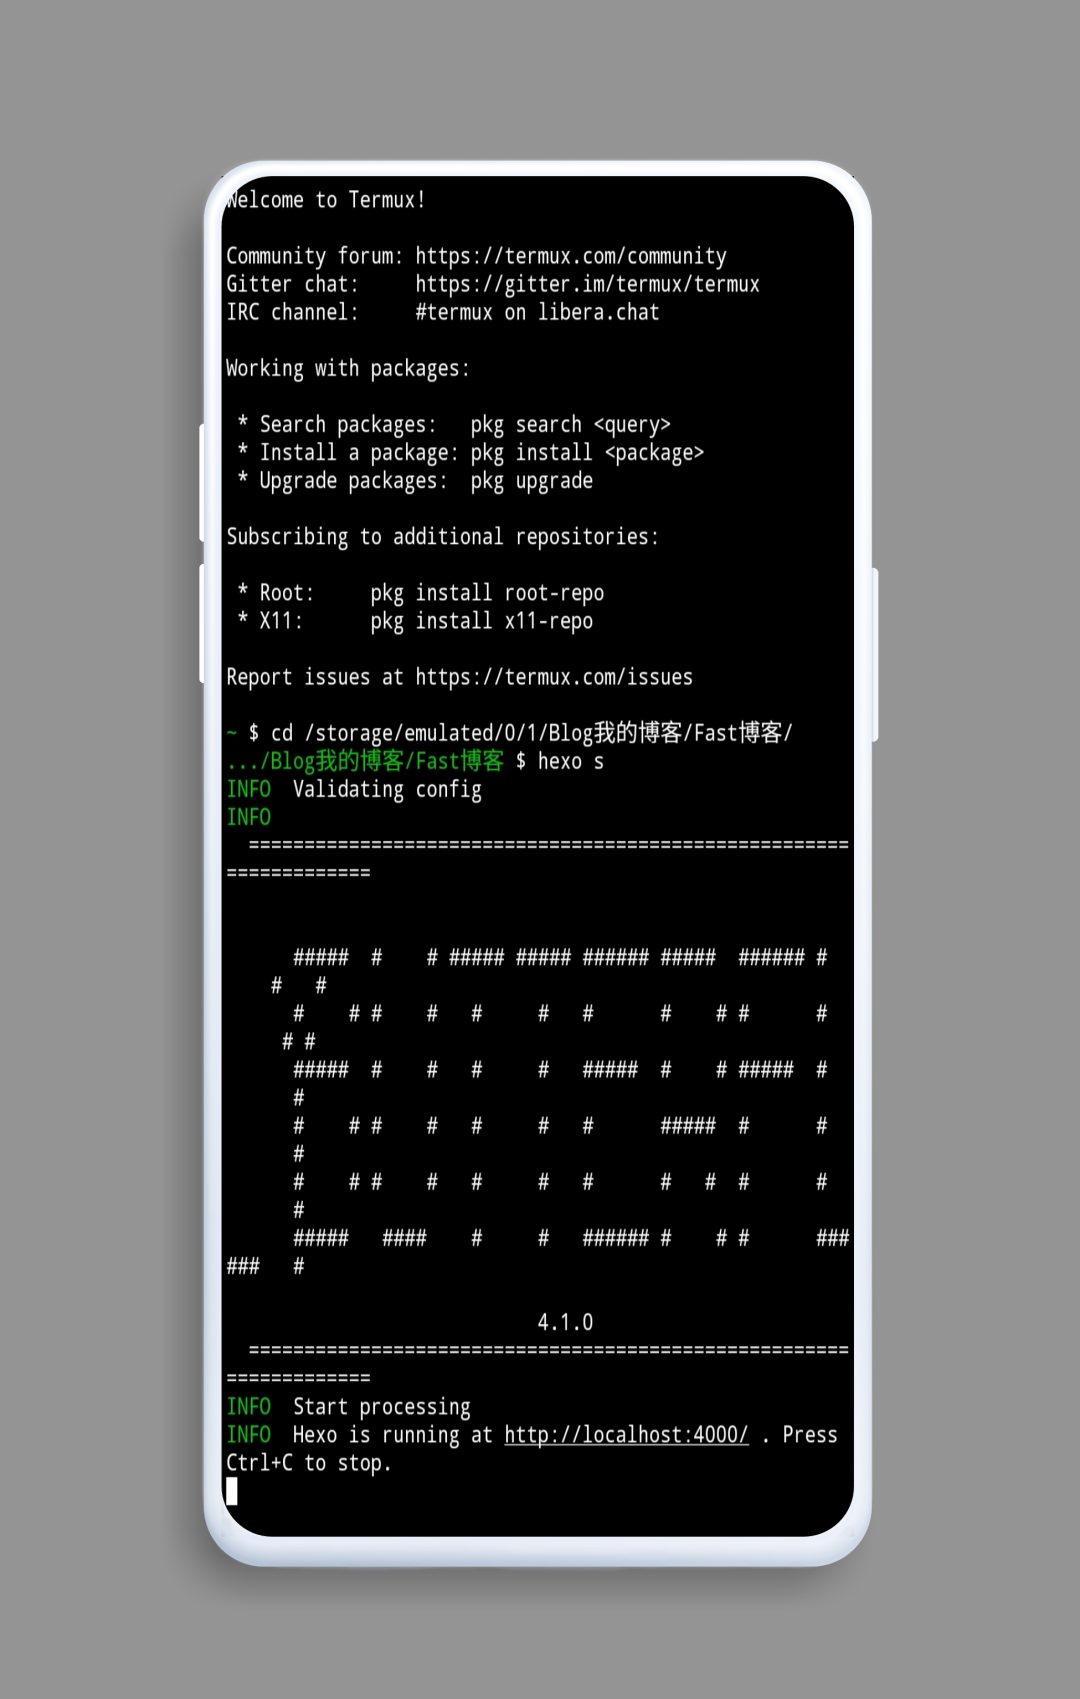 Welcome to Termux!
Community forum: https://termux.com/community
Gitter chat:     https://gitter.im/termux/termux
IRC channel:     #termux on libera.chat
Working with packages:
 * Search packages:   pkg search <query>
 * Install a package: pkg install <package>
 * Upgrade packages:  pkg upgrade
Subscribing to additional repositories:
 * Root:     pkg install root-repo
 * X11:      pkg install x11-repo
Report issues at https://termux.com/issues
~ $ cd /storage/emulated/0/1/Blog我的博客/Fast博客/
.../Blog我的博客/Fast博客 $ hexo s
INFO  Validating config
INFO
  ======================================================
=============
      #####  #    # ##### ##### ###### #####  ###### #
    #   #
      #    # #    #   #     #   #      #    # #      #
     # #
      #####  #    #   #     #   #####  #    # #####  #
      #
      #    # #    #   #     #   #      #####  #      #
      #
      #    # #    #   #     #   #      #   #  #      #
      #
      #####   ####    #     #   ###### #    # #      ###
###   #
                            4.1.0
  ======================================================
=============
INFO  Start processing
INFO  Hexo is running at http://localhost:4000/ . Press
Ctrl+C to stop.